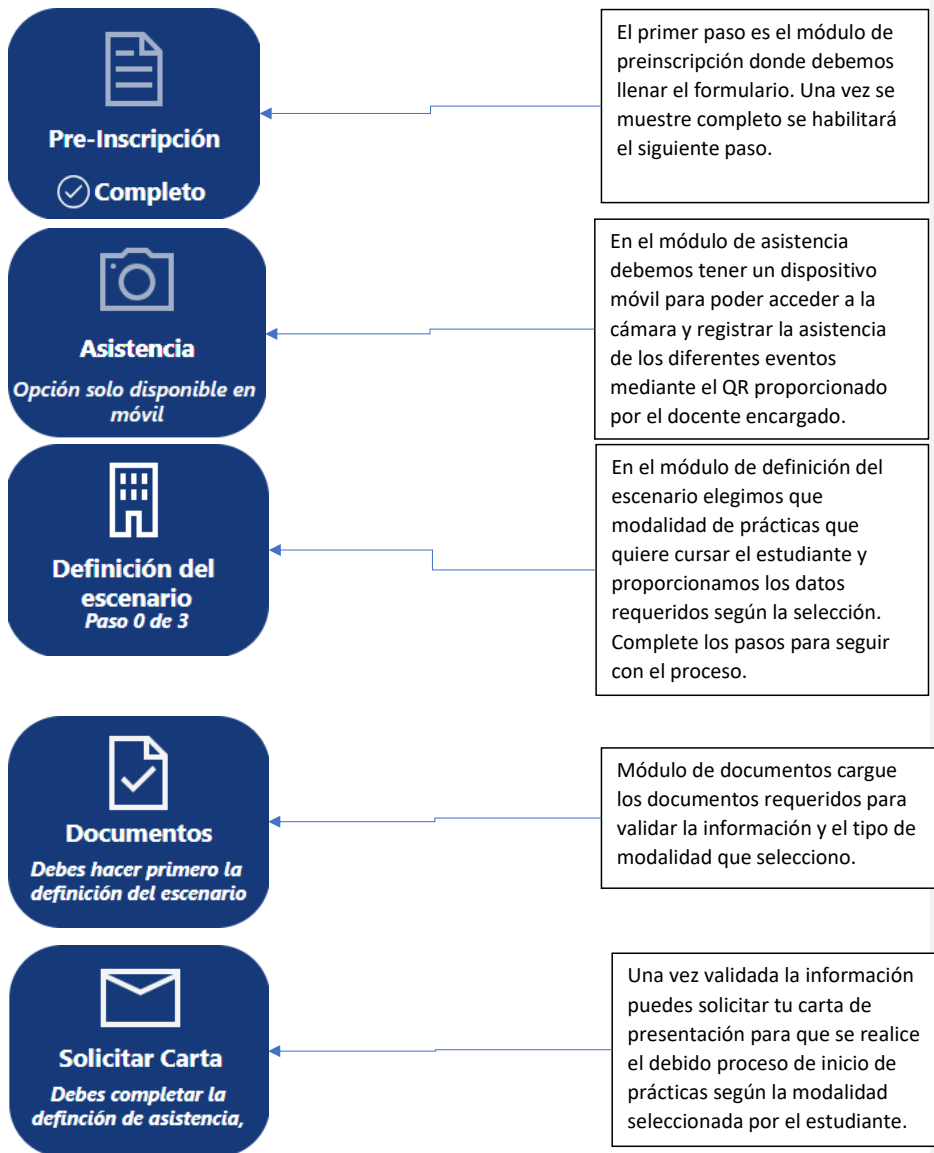 Pre-Inscripción
Completo
El primer paso es el módulo de
preinscripción donde debemos
llenar el formulario. Una vez se
muestre completo se habilitará
el siguiente paso.
Asistencia
Opción solo disponible en
móvil
En el módulo de asistencia
debemos tener un dispositivo
móvil para poder acceder a la
cámara y registrar la asistencia
de los diferentes eventos
mediante el QR proporcionado
por el docente encargado.
Definición del
escenario
Paso 0 de 3
En el módulo de definición del
escenario elegimos que
modalidad de prácticas que
quiere cursar el estudiante y
proporcionamos los datos
requeridos según la selección.
Complete los pasos para seguir
con el proceso.
Documentos
Debes hacer primero la
definición del escenario
Módulo de documentos cargue
los documentos requeridos para
validar la información y el tipo de
modalidad que selecciono.
Solicitar Carta
Debes completar la
definción de asistencia,
Una vez validada la información
puedes solicitar tu carta de
presentación para que se realice
el debido proceso de inicio de
prácticas según la modalidad
seleccionada por el estudiante.